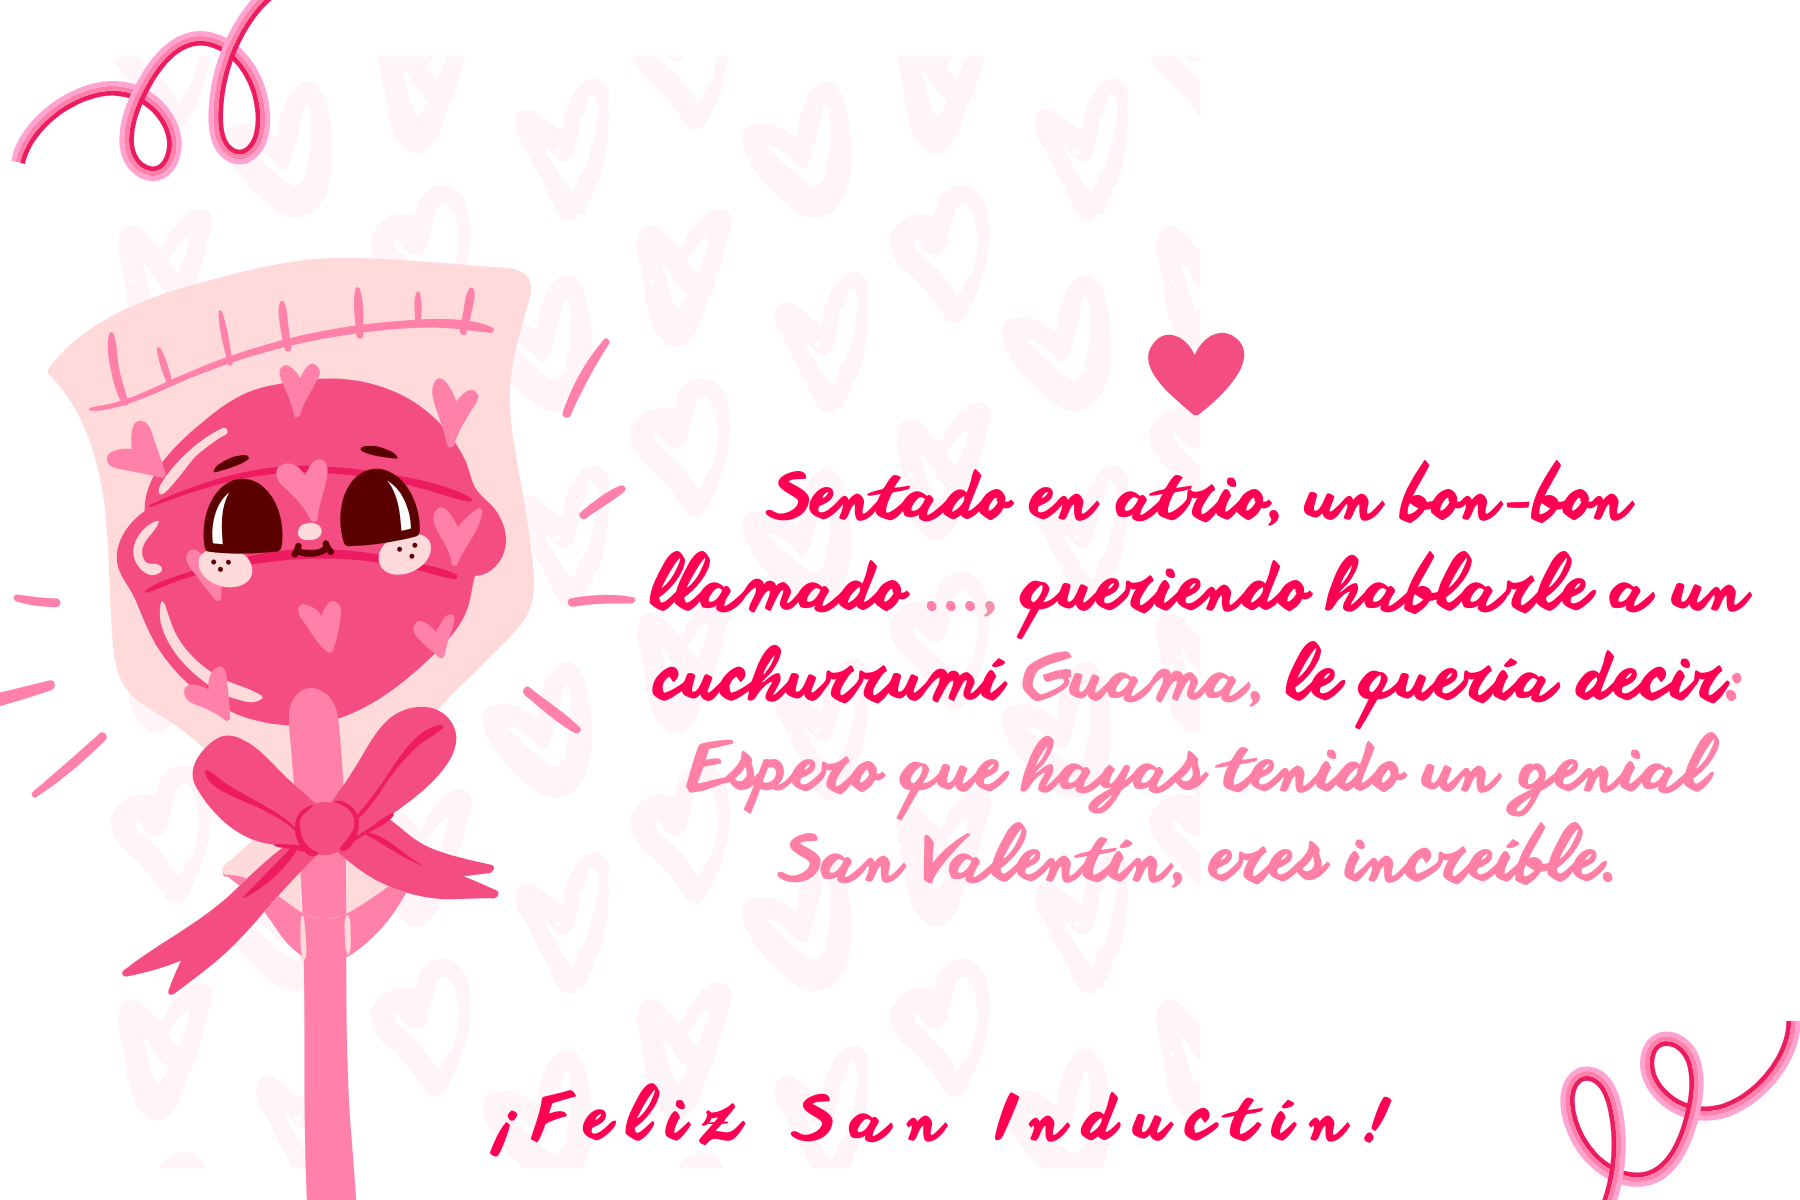 Sentado en atrio, un bon-bon
llamado ...., queriendo hablarle a un
cuchurrumí Guama, le quería decir:
Espero que hayas tenido un genial
San Valentín, eres increíble.
¡Feliz San Inductín!